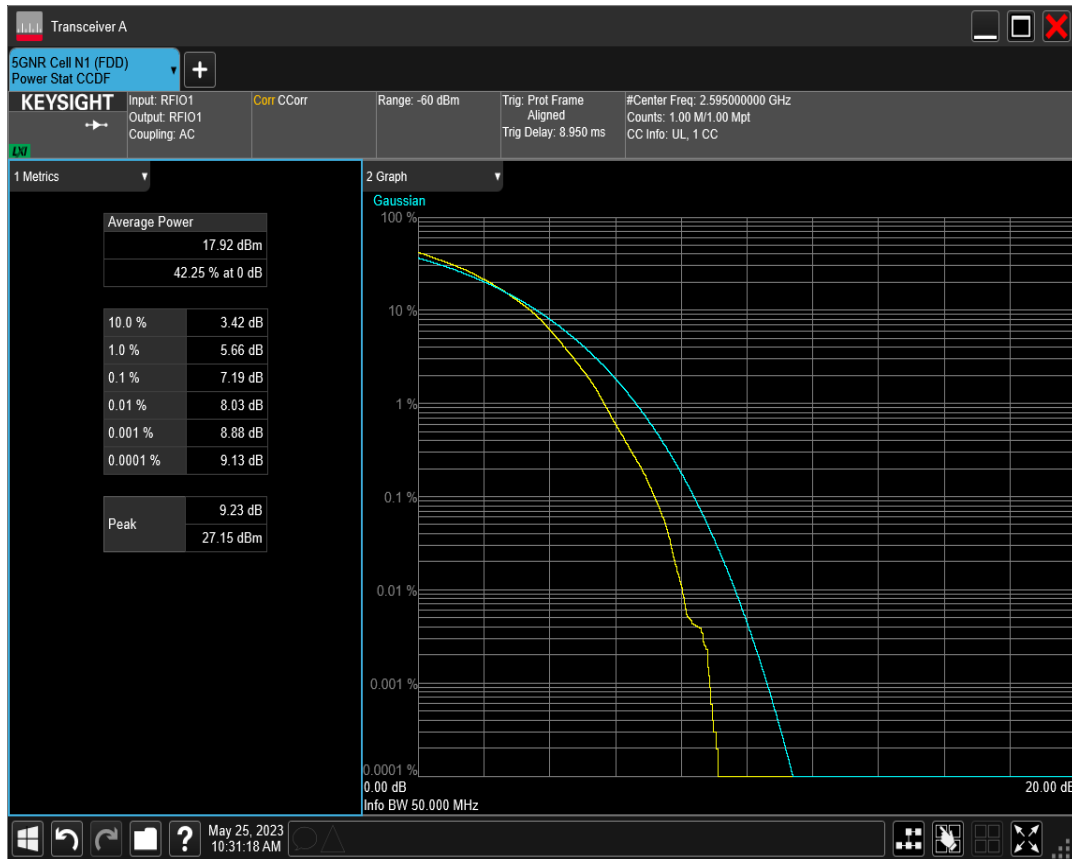 Transceiver A
5GNR Cell N1 (FDD)
Power Stat CCDF
KEYSIGHT
LXI
Input: RFIO1
Output: RFIO1
Coupling: AC
Corr CCorr
Range: -60 dBm
Trig: Prot Frame
Aligned
Trig Delay: 8.950 ms
#Center Freq: 2.595000000 GHz
Counts: 1.00 M/1.00 Mpt
CC Info: UL, 1 CC
1 Metrics
Average Power
17.92 dBm
42.25 % at 0 dB
10.0 % 3.42 dB
1.0 % 5.66 dB
0.1 % 7.19 dB
0.01 % 8.03 dB
0.001 % 8.88 dB
0.0001 % 9.13 dB
Peak 9.23 dB
27.15 dBm
2 Graph
Gaussian
100 %
10 %
1 %
0.1 %
0.01 %
0.001 %
0.0001 %
0.00 dB 20.00 dB
Info BW 50.000 MHz
May 25, 2023
10:31:18 AM